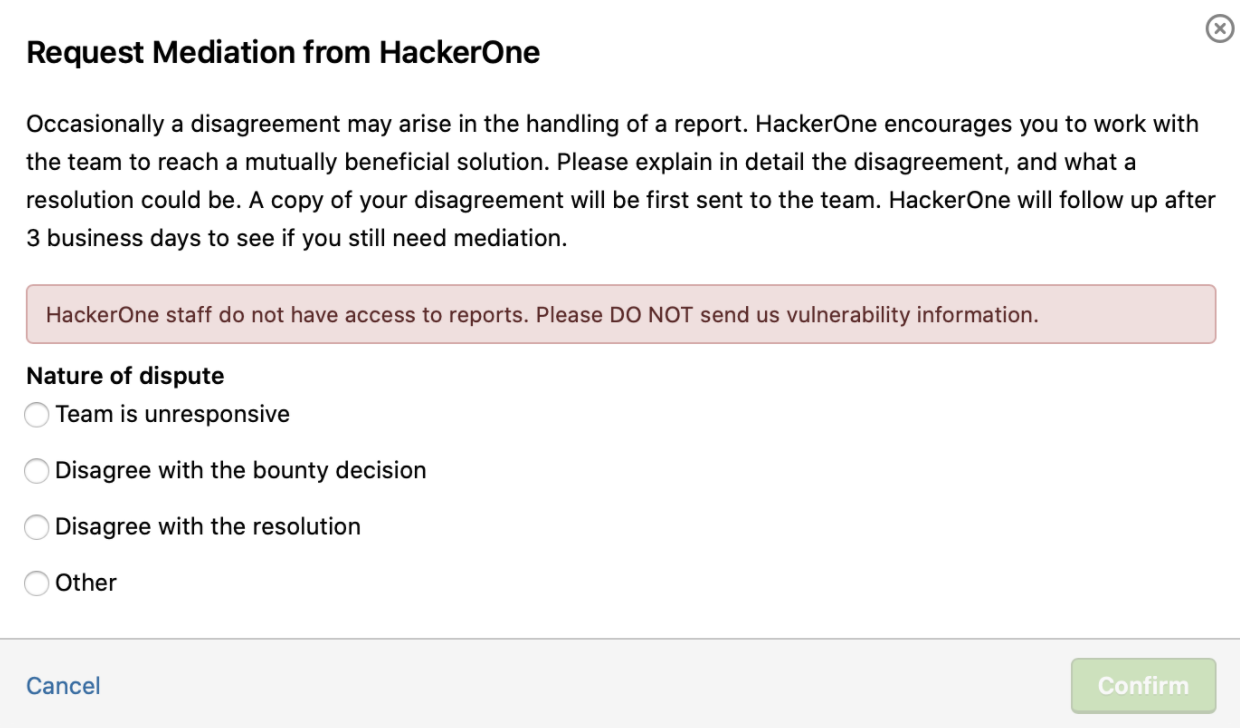 Request Mediation from HackerOne
Occasionally a disagreement may arise in the handling of a report. HackerOne encourages you to work with
the team to reach a mutually beneficial solution. Please explain in detail the disagreement, and what a
resolution could be. A copy of your disagreement will be first sent to the team. HackerOne will follow up after
3 business days to see if you still need mediation.
HackerOne staff do not have access to reports. Please DO NOT send us vulnerability information.
Nature of dispute
Team is unresponsive
Disagree with the bounty decision
Disagree with the resolution
Other
Cancel
Confirm